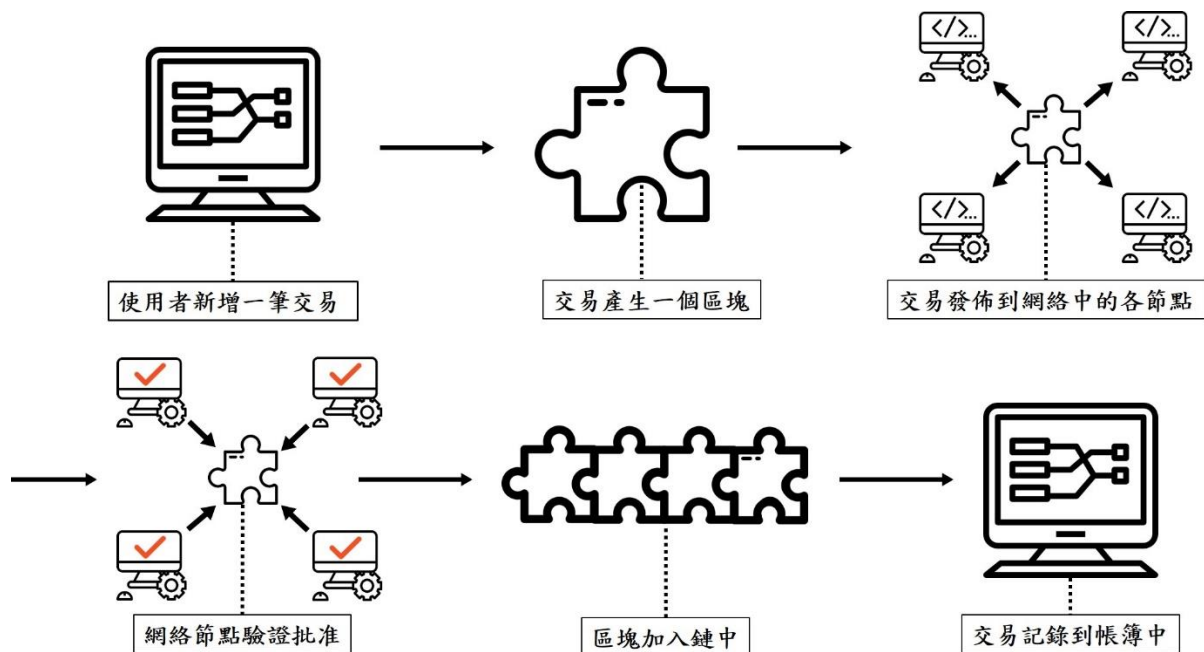 </>...
</>...
</>...
</>...
使用者新增一筆交易
交易產生一個區塊
交易發佈到網絡中的各節點
網絡節點驗證批准
區塊加入鏈中
交易記錄到帳簿中